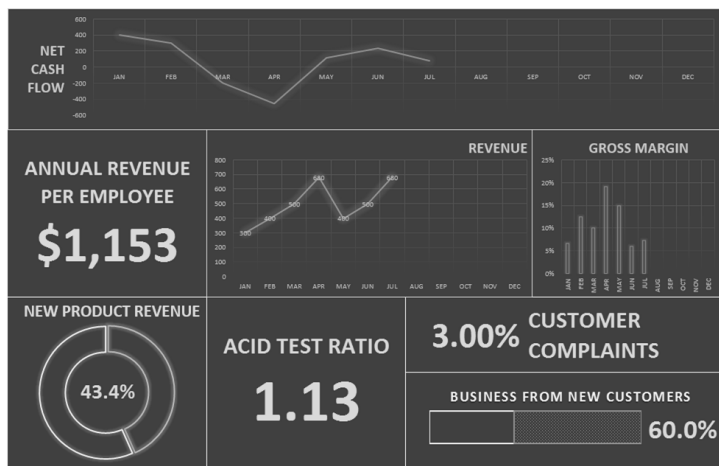 NET
CASH
FLOW
600
400
200
0
-200
-400
-600
JAN FEB MAR APR MAY JUN JUL AUG SEP OCT NOV DEC
ANNUAL REVENUE
PER EMPLOYEE
$1,153
REVENUE
800
700
600
500
400
300
200
100
0
300 400 500 680 400 500 680
JAN FEB MAR APR MAY JUN JUL AUG SEP OCT NOV DEC
GROSS MARGIN
25%
20%
15%
10%
5%
0%
JAN FEB MAR APR MAY JUN JUL AUG SEP OCT NOV DEC
NEW PRODUCT REVENUE
43.4%
ACID TEST RATIO
1.13
3.00% CUSTOMER
COMPLAINTS
BUSINESS FROM NEW CUSTOMERS
60.0%